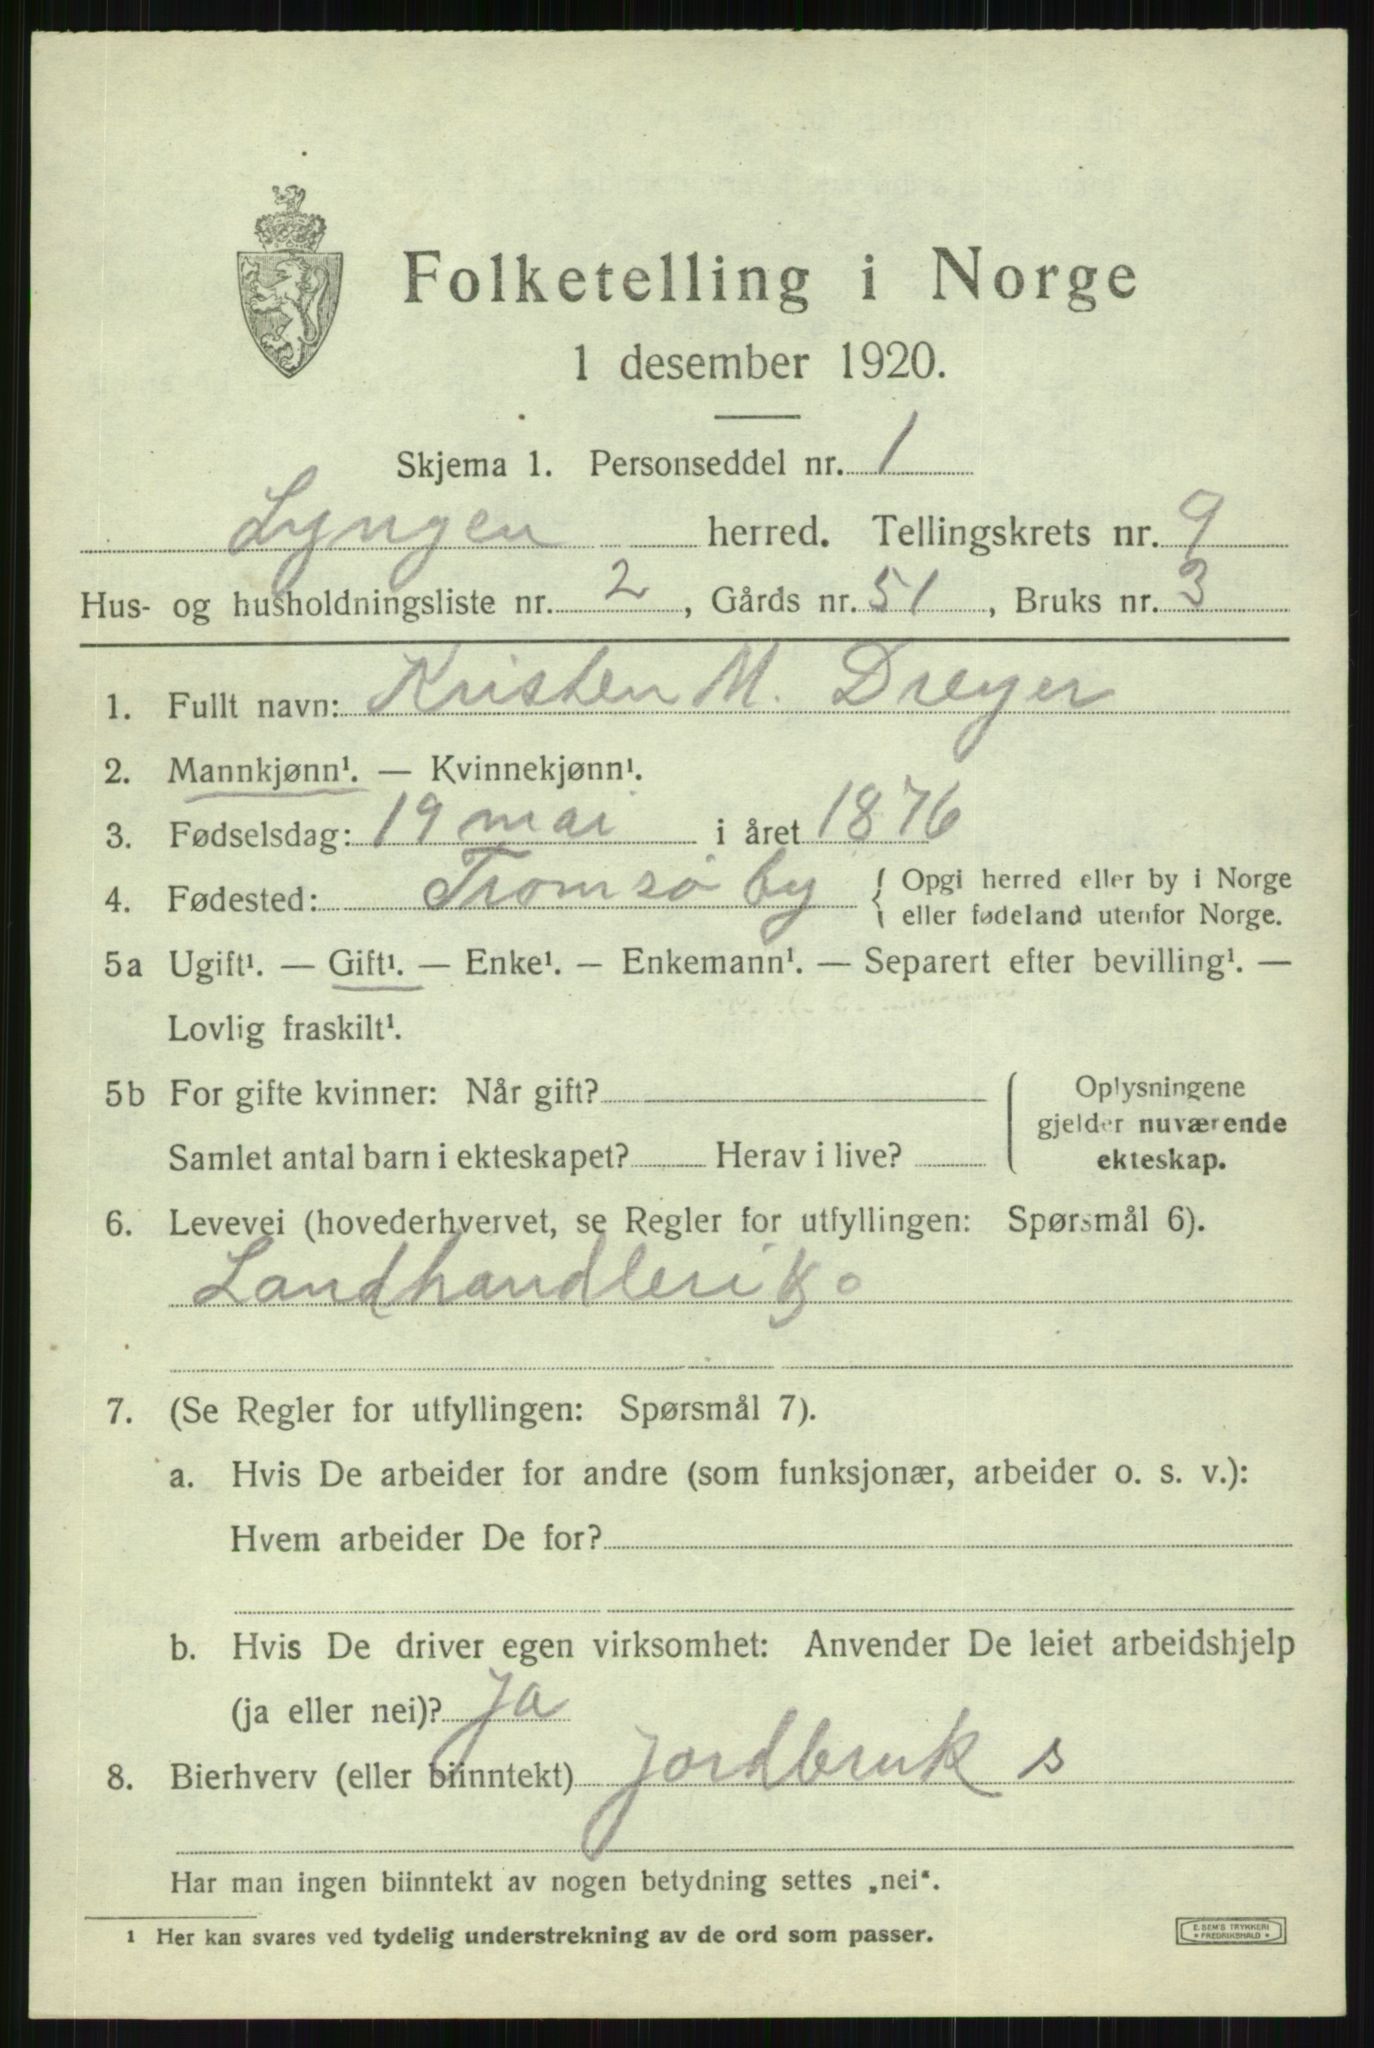 Folketelling i Norge
1 desember 1920.
Skjema 1. Personseddel nr. 1
Lyngen herred. Tellingskrets nr. 9
Hus- og husholdningsliste nr. 2, Gårds nr. 51, Bruks nr. 3
1. Fullt navn: Kristen M. Dreyer
2. Mannkjønn¹. — Kvinnekjønn¹.
3. Fødselsdag: 19 mai i året 1876
4. Fødested: Tromsö by { Opgi herred eller by i Norge
eller fødeland utenfor Norge.
5a Ugift¹. — Gift¹. — Enke¹. — Enkemann¹. — Separert efter bevilling¹. —
Lovlig fraskilt¹.
5b For gifte kvinner: Når gift?
Samlet antal barn i ekteskapet? Herav i live?
Oplysningene
gjelder nuværende
ekteskap.
6. Levevei (hovederhvervet, se Regler for utfyllingen: Spørsmål 6).
Landhandleri
7. (Se Regler for utfyllingen: Spørsmål 7).
a. Hvis De arbeider for andre (som funksjonær, arbeider o. s. v.):
Hvem arbeider De for?
b. Hvis De driver egen virksomhet: Anvender De leiet arbeidshjelp
(ja eller nei)? Ja
8. Bierhverv (eller biinntekt) Jordbruk s
Har man ingen biinntekt av nogen betydning settes „nei“.
¹ Her kan svares ved tydelig understrekning av de ord som passer.
E. SEM'S TRYKKERI
FREDRIKSHALD